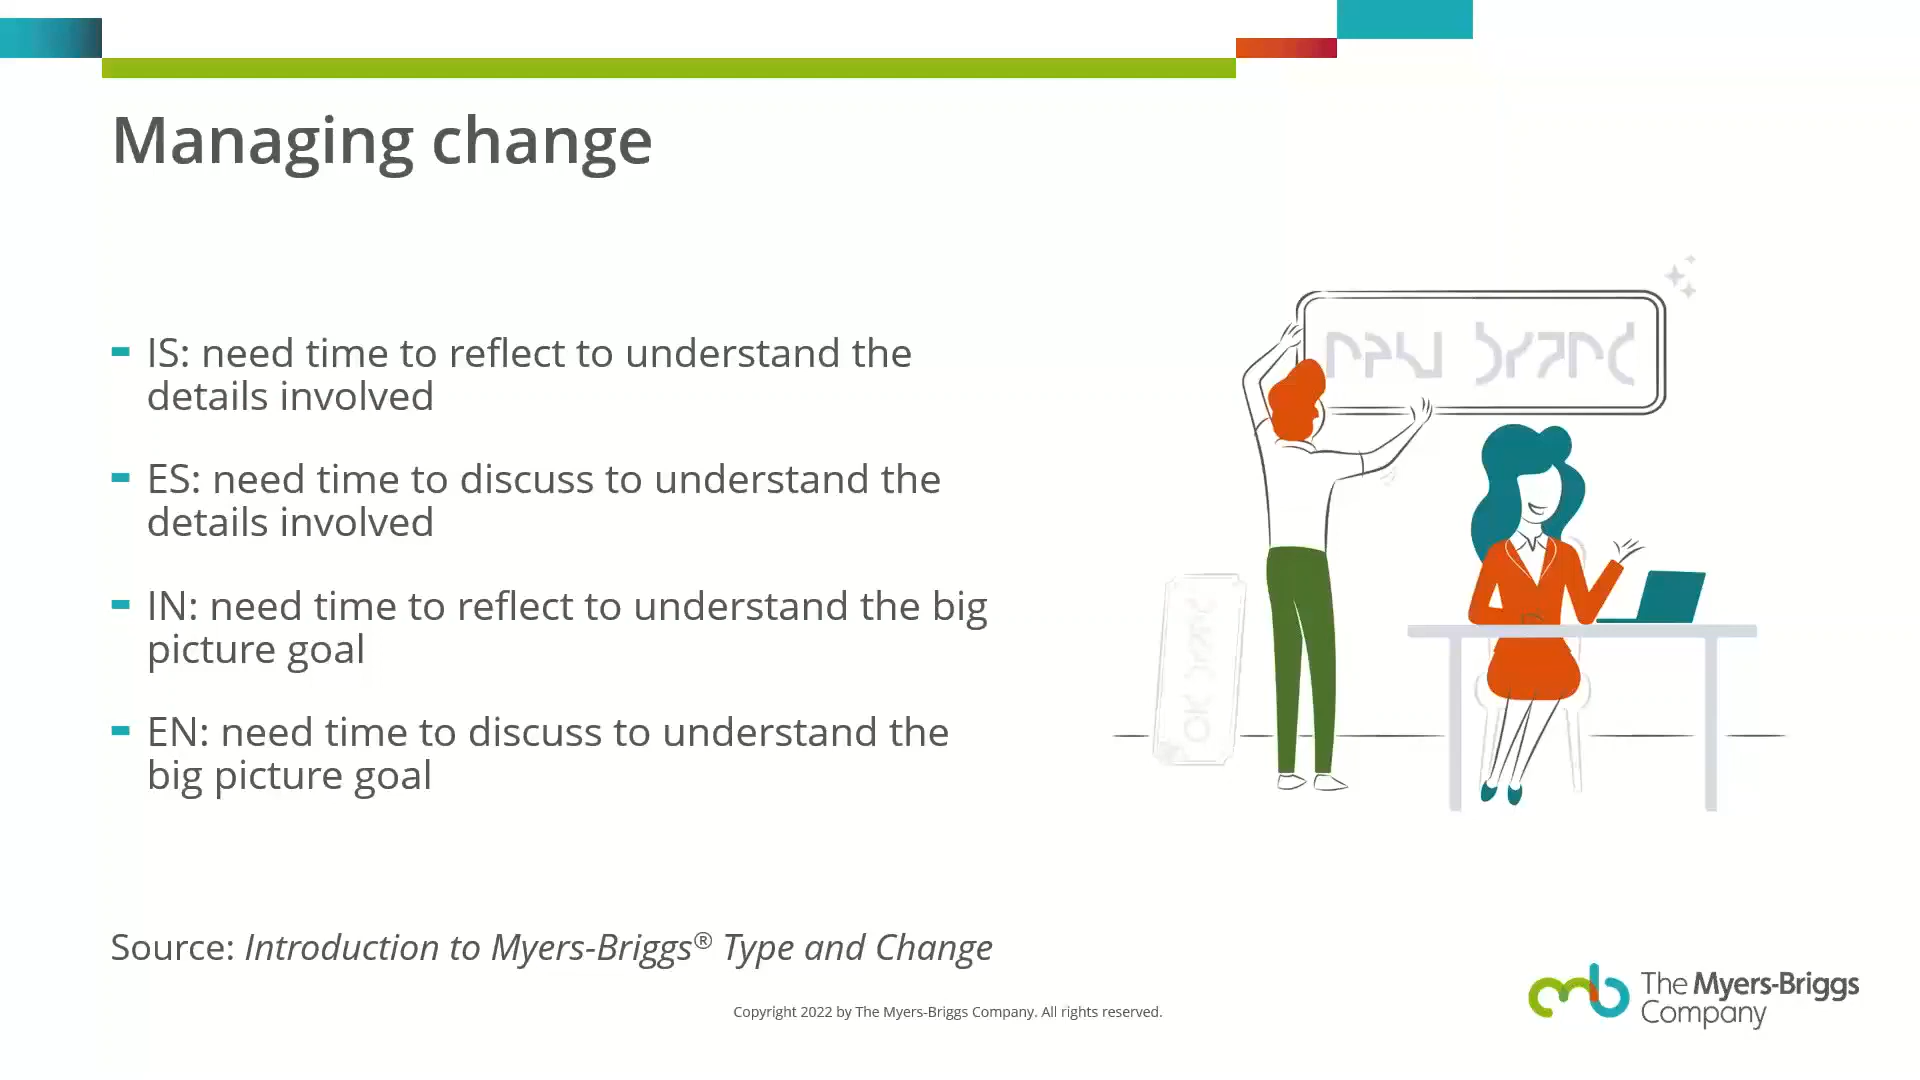 Managing change
- IS: need time to reflect to understand the
details involved
- ES: need time to discuss to understand the
details involved
- IN: need time to reflect to understand the big
picture goal
- EN: need time to discuss to understand the
big picture goal
new brand
Source: Introduction to Myers-Briggs® Type and Change
Copyright 2022 by The Myers-Briggs Company. All rights reserved.
The Myers-Briggs
Company